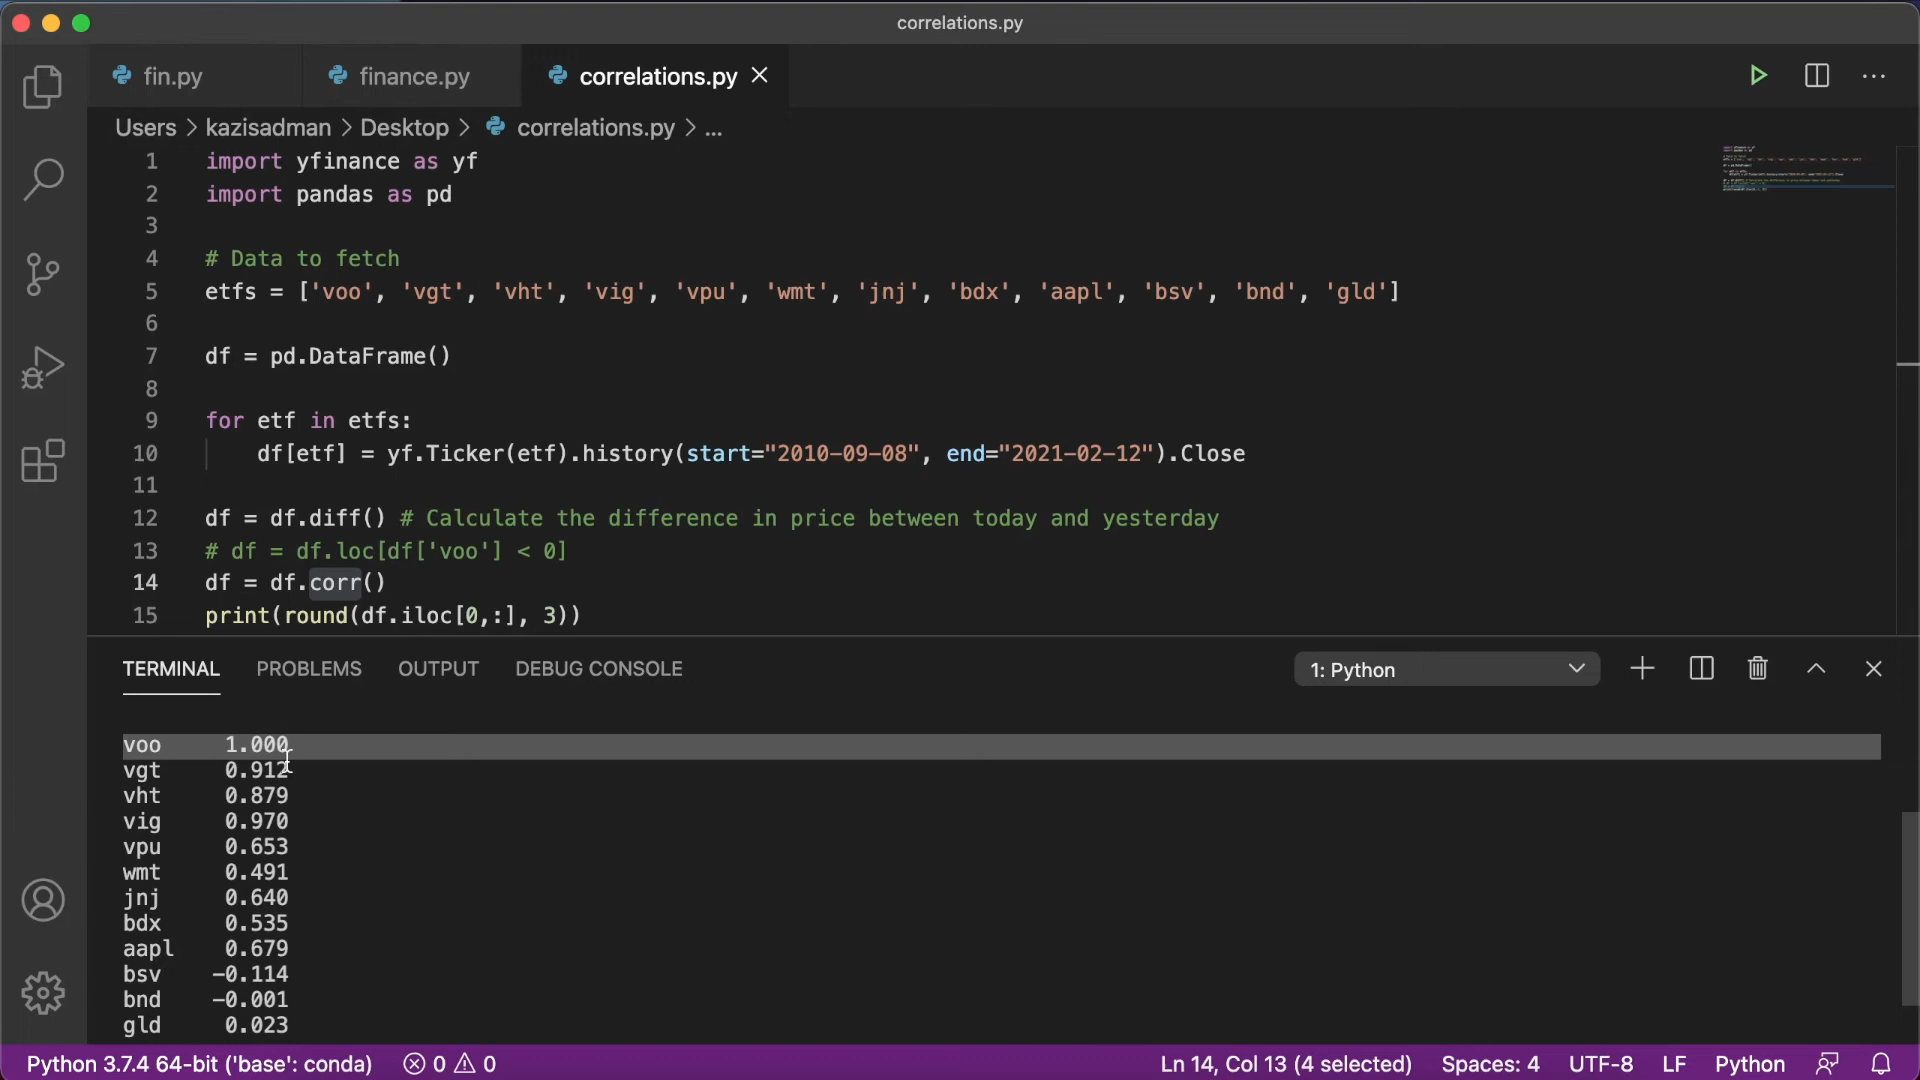 correlations.py
fin.py finance.py correlations.py
Users > kazisadman > Desktop > correlations.py > ...
1 import yfinance as yf
2 import pandas as pd
3
4 # Data to fetch
5 etfs = ['voo', 'vgt', 'vht', 'vig', 'vpu', 'wmt', 'jnj', 'bdx', 'aapl', 'bsv', 'bnd', 'gld']
6
7 df = pd.DataFrame()
8
9 for etf in etfs:
10 df[etf] = yf.Ticker(etf).history(start="2010-09-08", end="2021-02-12").Close
11
12 df = df.diff() # Calculate the difference in price between today and yesterday
13 # df = df.loc[df['voo'] < 0]
14 df = df.corr()
15 print(round(df.iloc[0,:], 3))
TERMINAL PROBLEMS OUTPUT DEBUG CONSOLE 1: Python
voo 1.000
vgt 0.912
vht 0.879
vig 0.970
vpu 0.653
wmt 0.491
jnj 0.640
bdx 0.535
aapl 0.679
bsv -0.114
bnd -0.001
gld 0.023
Python 3.7.4 64-bit ('base': conda) 0 0 Ln 14, Col 13 (4 selected) Spaces: 4 UTF-8 LF Python